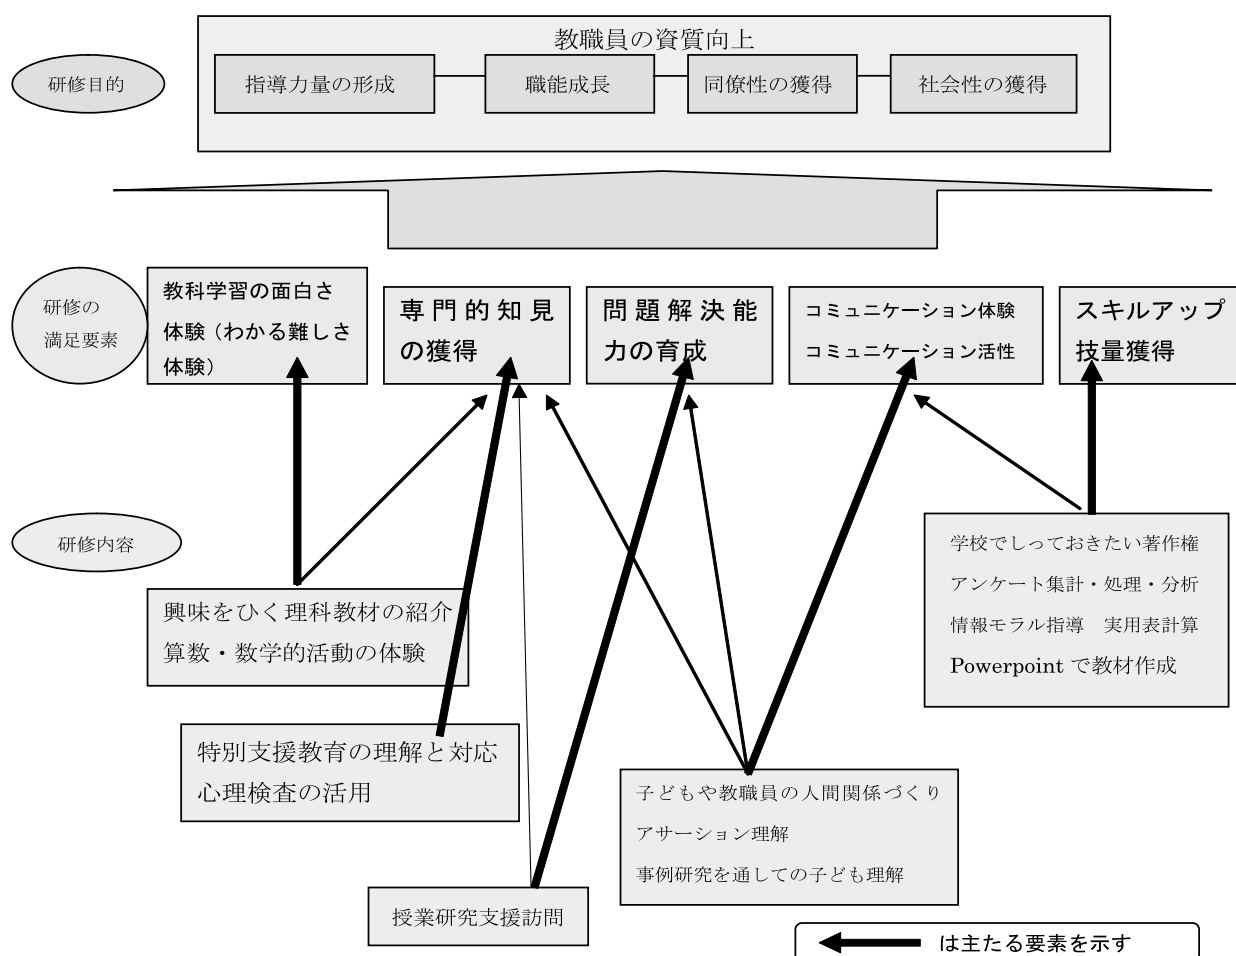 教職員の資質向上
研修目的
指導力量の形成
職能成長
同僚性の獲得
社会性の獲得
研修の
満足要素
教科学習の面白さ
体験（わかる難しさ
体験）
専門的知見
の獲得
問題解決能
力の育成
コミュニケーション体験
コミュニケーション活性
スキルアップ
技量獲得
研修内容
興味をひく理科教材の紹介
算数・数学的活動の体験
学校でしっておきたい著作権
アンケート集計・処理・分析
情報モラル指導　実用表計算
Powerpoint で教材作成
特別支援教育の理解と対応
心理検査の活用
子どもや教職員の人間関係づくり
アサーション理解
事例研究を通しての子ども理解
授業研究支援訪問
は主たる要素を示す